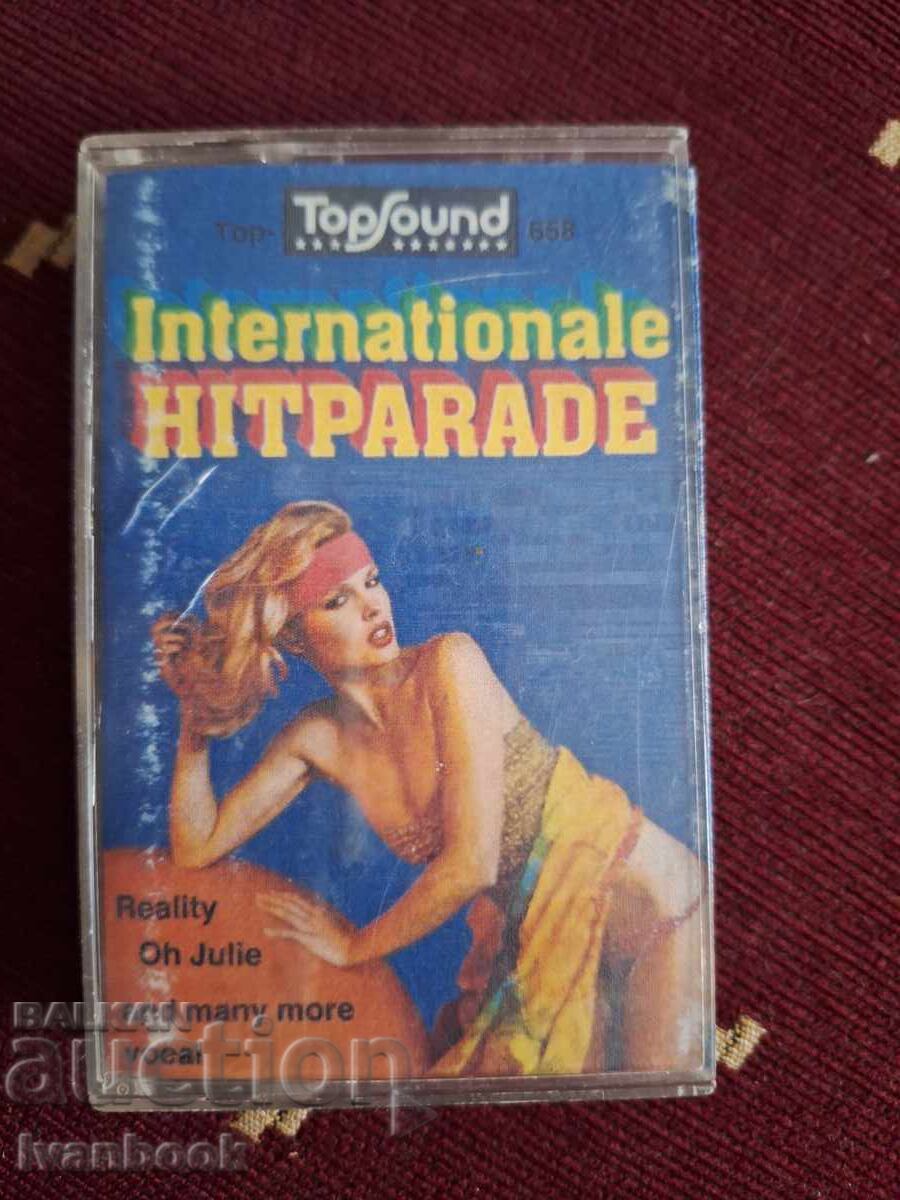 Top- TopSound 658
Internationale
HITPARADE
Reality
Oh Julie
and many more
BALKAN
auction
Ivanbook